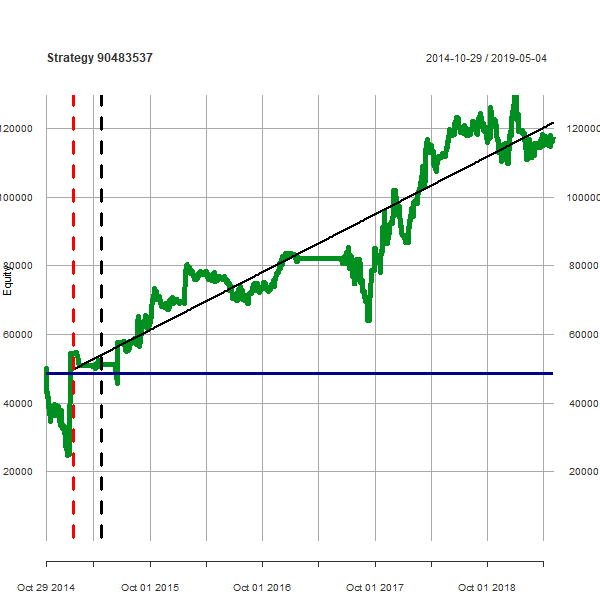 Strategy 90483537
2014-10-29 / 2019-05-04
120000
120000
100000
100000
80000
80000
Equity
60000
60000
40000
40000
20000
20000
Oct 29 2014
Oct 01 2015
Oct 01 2016
Oct 01 2017
Oct 01 2018